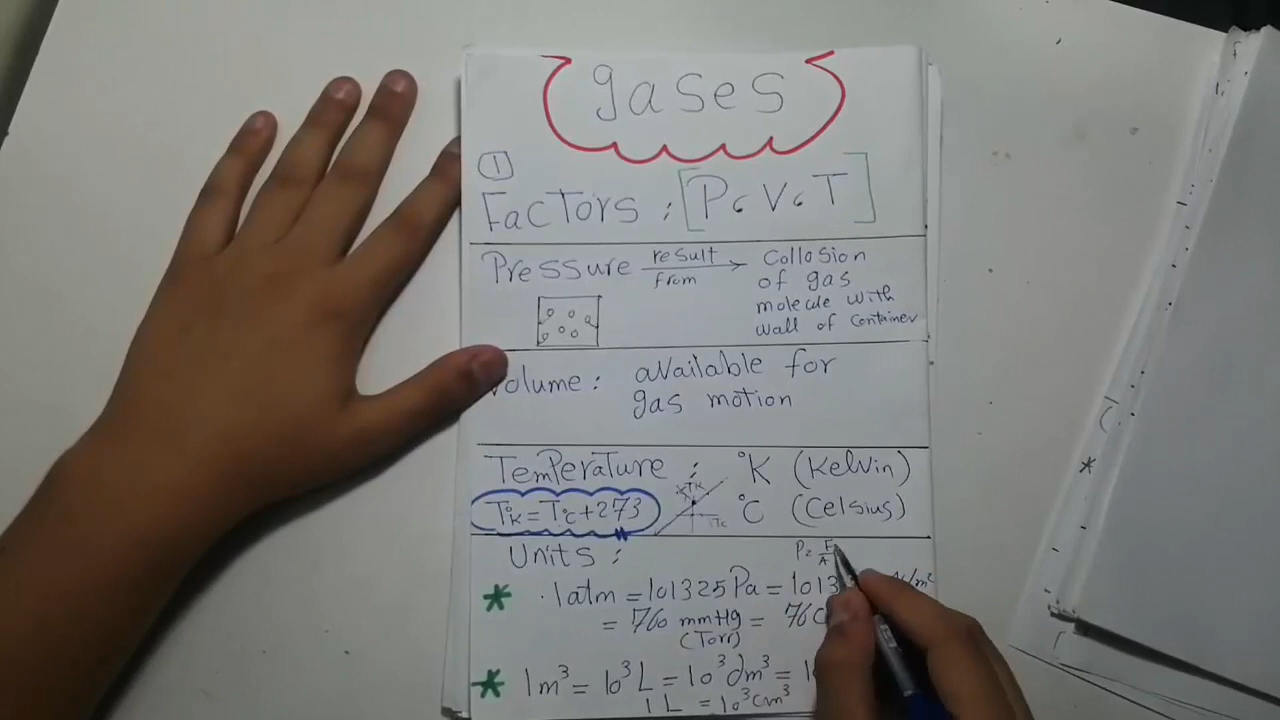 gases
①
Factors : [P، V، T]
Pressure result from → Collosion
of gas
molecule with
wall of container
Volume : available for
gas motion
Temperature : °K (Kelvin)
T°K = T°C + 273 °C (Celsius)
TK
TC
Units :
P = F/A
* 1atm = 101325 Pa = 1013 N/m²
= 760 mmHg = 76 C
(Torr)
* 1m³ = 10³ L = 10³ dm³ = 1
1 L = 10³ cm³